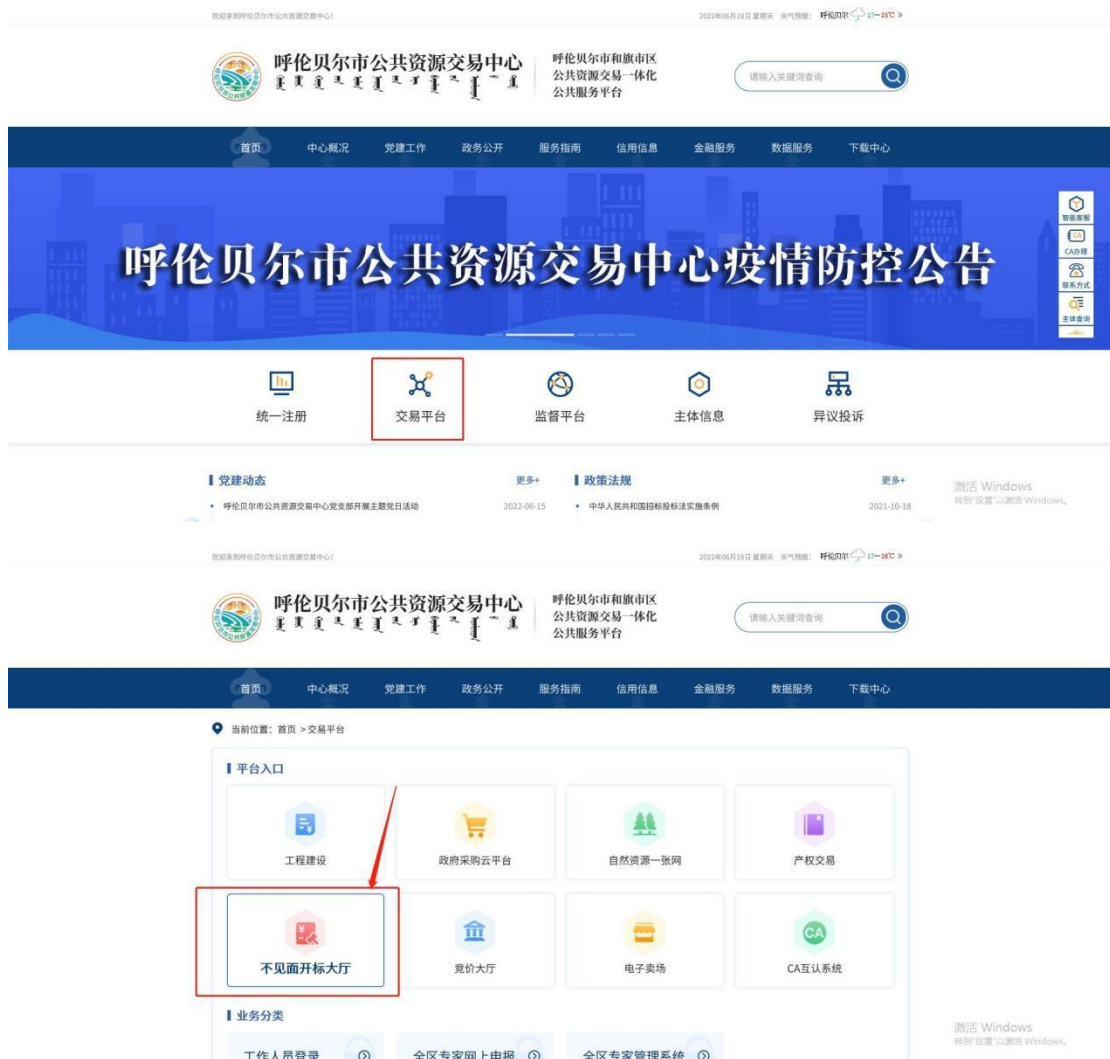 欢迎来到呼伦贝尔市公共资源交易中心!
2022年06月19日 星期天 天气预报: 呼伦贝尔 17~28℃ »
呼伦贝尔市公共资源交易中心
呼伦贝尔市和旗市区
公共资源交易一体化
公共服务平台
请输入关键词查询
首页 中心概况 党建工作 政务公开 服务指南 信用信息 金融服务 数据服务 下载中心
呼伦贝尔市公共资源交易中心疫情防控公告
智能客服
CA
CA办理
联系方式
主体查询
统一注册 交易平台 监督平台 主体信息 异议投诉
党建动态 更多+
呼伦贝尔市公共资源交易中心党支部开展主题党日活动 2022-06-15
政策法规 更多+
中华人民共和国招标投标法实施条例 2021-10-18
激活 Windows
转到"设置"以激活 Windows。
欢迎来到呼伦贝尔市公共资源交易中心!
2022年06月19日 星期天 天气预报: 呼伦贝尔 17~28℃ »
呼伦贝尔市公共资源交易中心
呼伦贝尔市和旗市区
公共资源交易一体化
公共服务平台
请输入关键词查询
首页 中心概况 党建工作 政务公开 服务指南 信用信息 金融服务 数据服务 下载中心
当前位置: 首页 > 交易平台
平台入口
工程建设 政府采购云平台 自然资源一张网 产权交易
CA
不见面开标大厅 竞价大厅 电子卖场 CA互认系统
业务分类
工作人员登录 全区专家网上申报 全区专家管理系统
激活 Windows
转到"设置"以激活 Windows。